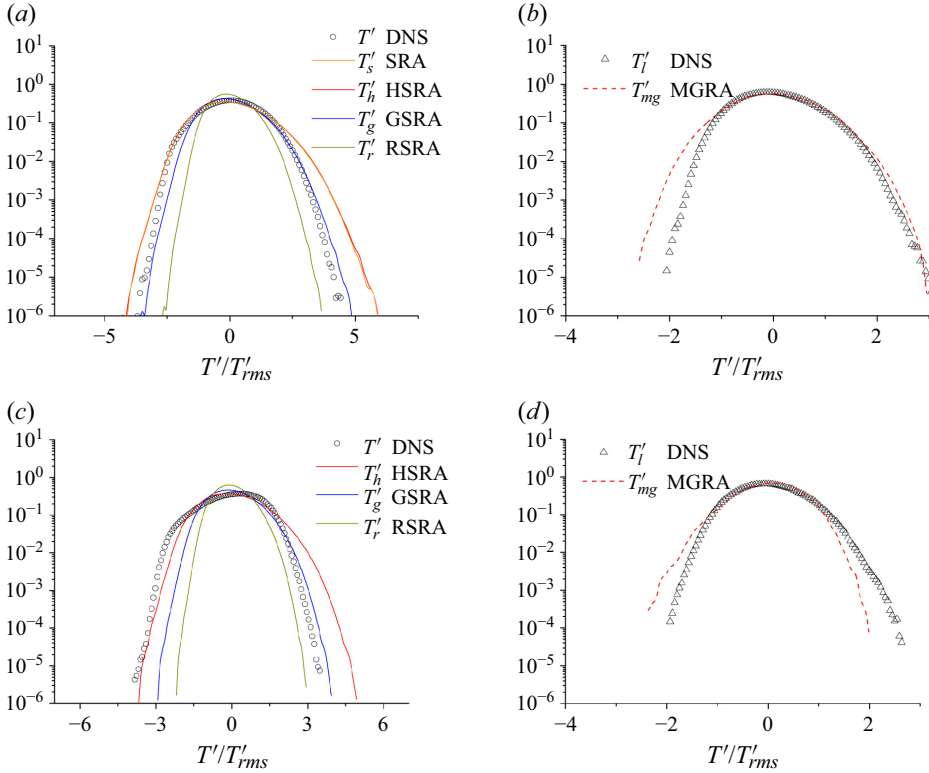 (a)
10^1
10^0
10^−1
10^−2
10^−3
10^−4
10^−5
10^−6
−5
0
5
T′/T′rms
T′ DNS
T′s SRA
T′h HSRA
T′g GSRA
T′r RSRA
(b)
10^1
10^0
10^−1
10^−2
10^−3
10^−4
10^−5
10^−6
−4
−2
0
2
T′/T′rms
T′l DNS
T′mg MGRA
(c)
10^1
10^0
10^−1
10^−2
10^−3
10^−4
10^−5
10^−6
−6
−3
0
3
6
T′/T′rms
T′ DNS
T′h HSRA
T′g GSRA
T′r RSRA
(d)
10^1
10^0
10^−1
10^−2
10^−3
10^−4
10^−5
10^−6
−4
−2
0
2
T′/T′rms
T′l DNS
T′mg MGRA